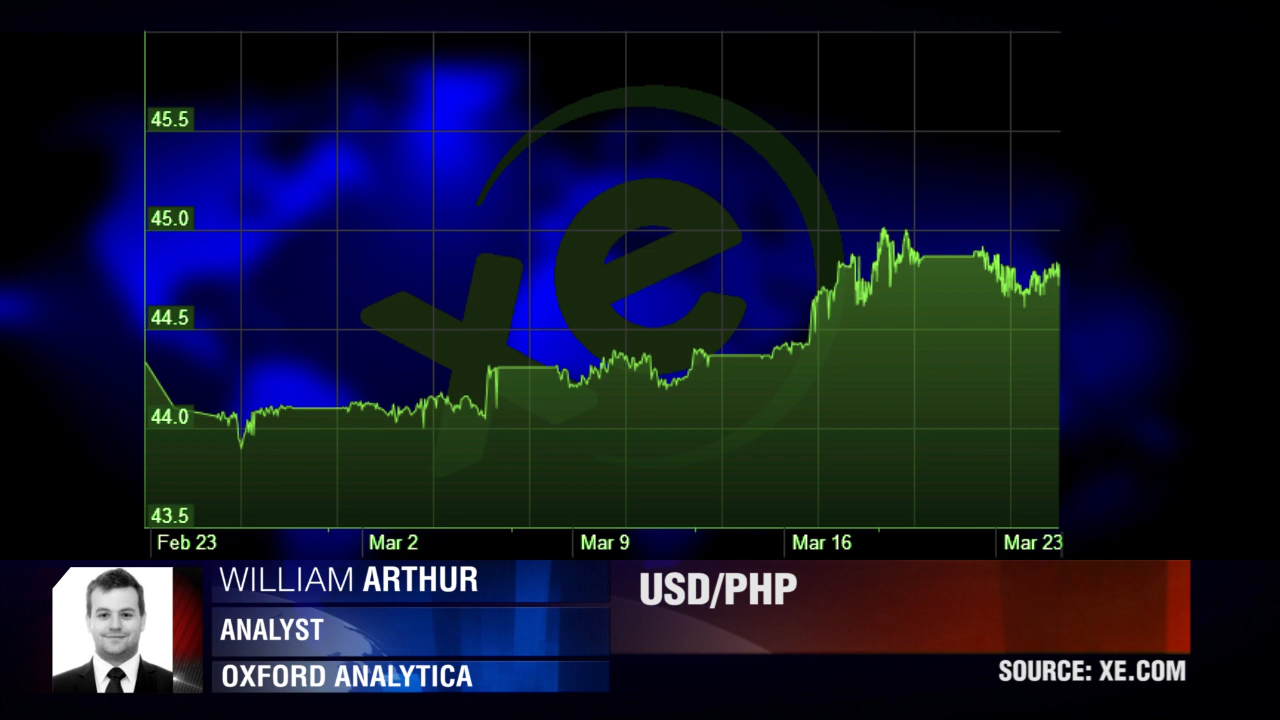 45.5
45.0
44.5
44.0
43.5
xe
Feb 23
Mar 2
Mar 9
Mar 16
Mar 23
WILLIAM ARTHUR
ANALYST
OXFORD ANALYTICA
USD/PHP
SOURCE: XE.COM